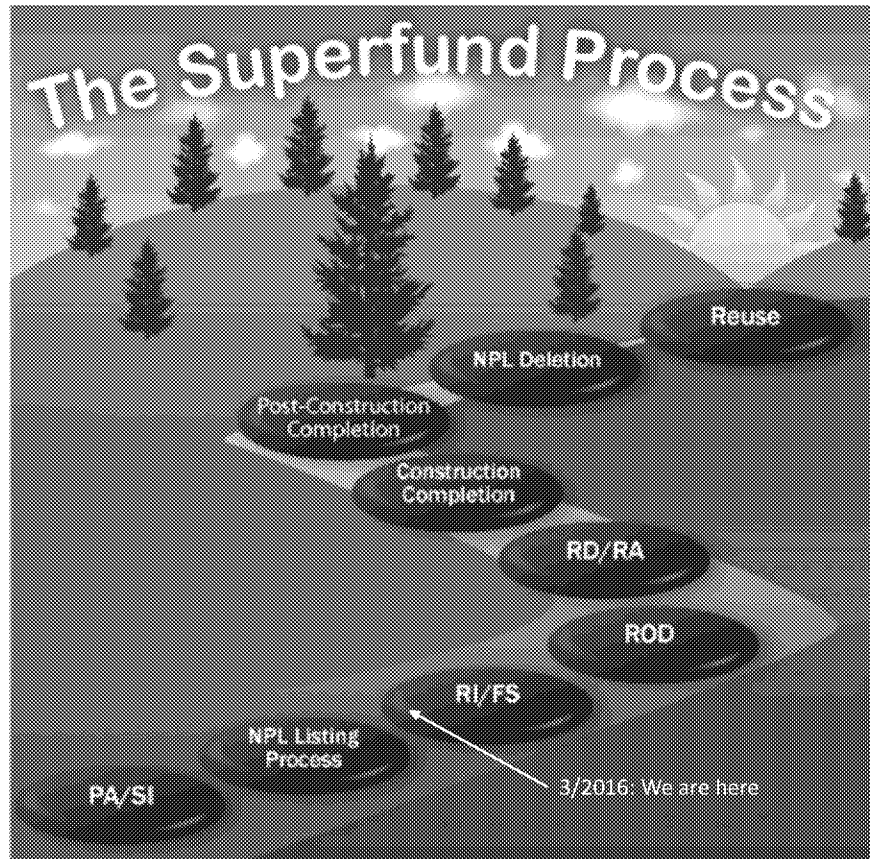 The Superfund Process
Reuse
NPL Deletion
Post-Construction
Completion
Construction
Completion
RD/RA
ROD
RI/FS
NPL Listing
Process
PA/SI
3/2016: We are here